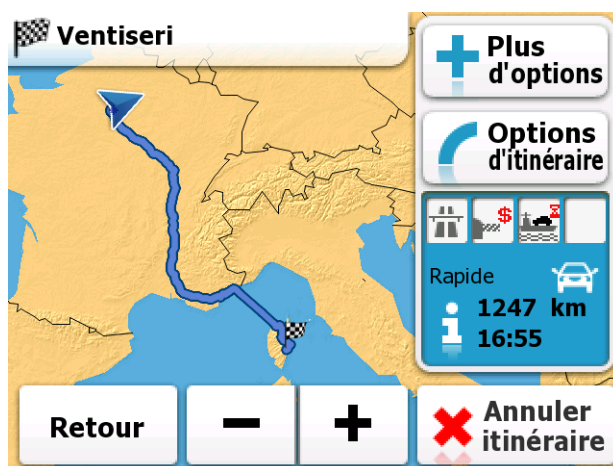 Ventiseri
Plus
d'options
Options
d'itinéraire
$
Rapide
1247 km
16:55
Retour
Annuler
itinéraire